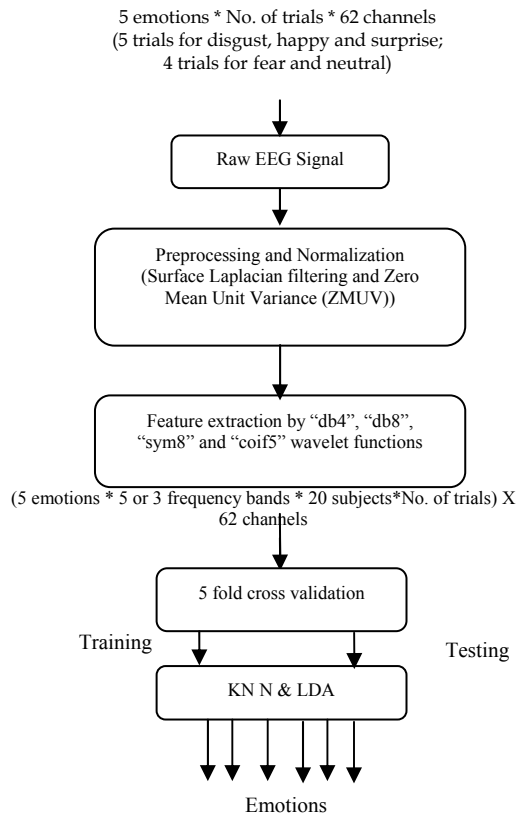 5 emotions * No. of trials * 62 channels
(5 trials for disgust, happy and surprise;
4 trials for fear and neutral)
Raw EEG Signal
Preprocessing and Normalization
(Surface Laplacian filtering and Zero
Mean Unit Variance (ZMUV))
Feature extraction by “db4”, “db8”,
“sym8” and “coif5” wavelet functions
(5 emotions * 5 or 3 frequency bands * 20 subjects*No. of trials) X
62 channels
5 fold cross validation
Training
Testing
KN N & LDA
Emotions